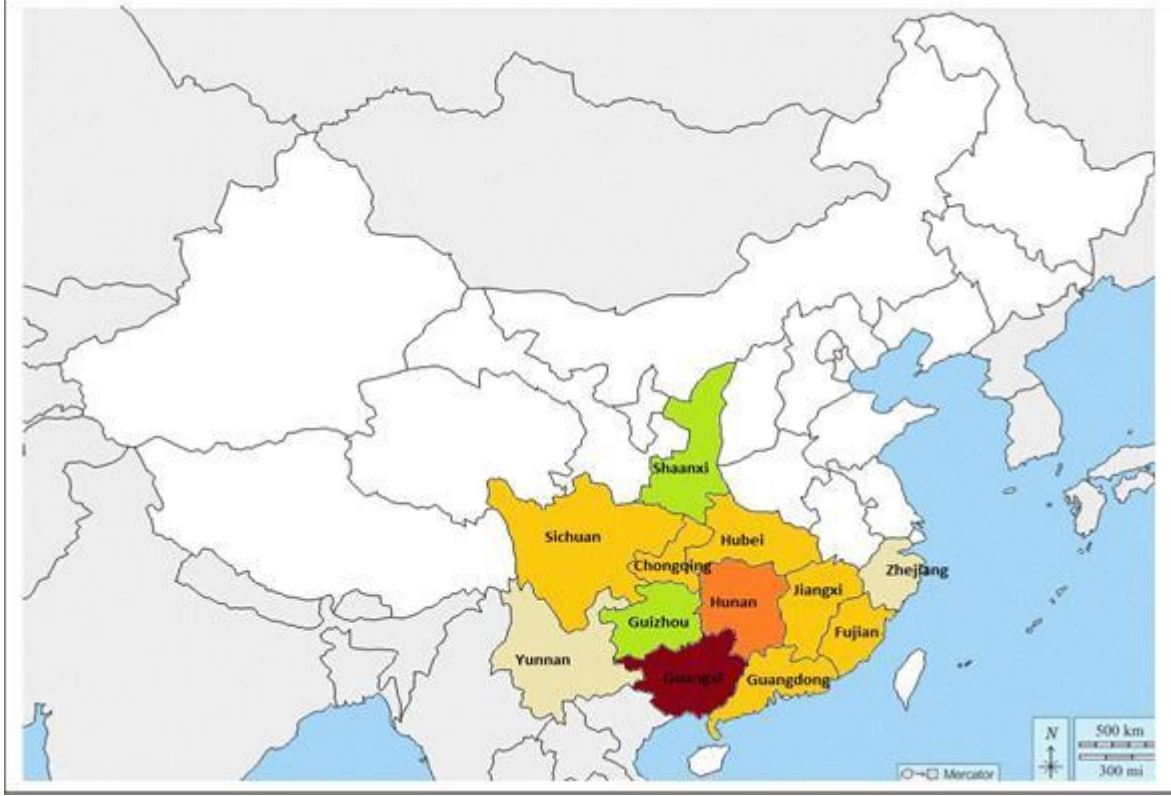 Shaanxi
Sichuan
Hubei
Chongqing
Zhejiang
Jiangxi
Hunan
Guizhou
Fujian
Yunnan
Guangxi
Guangdong
N
500 km
300 mi
Mercator